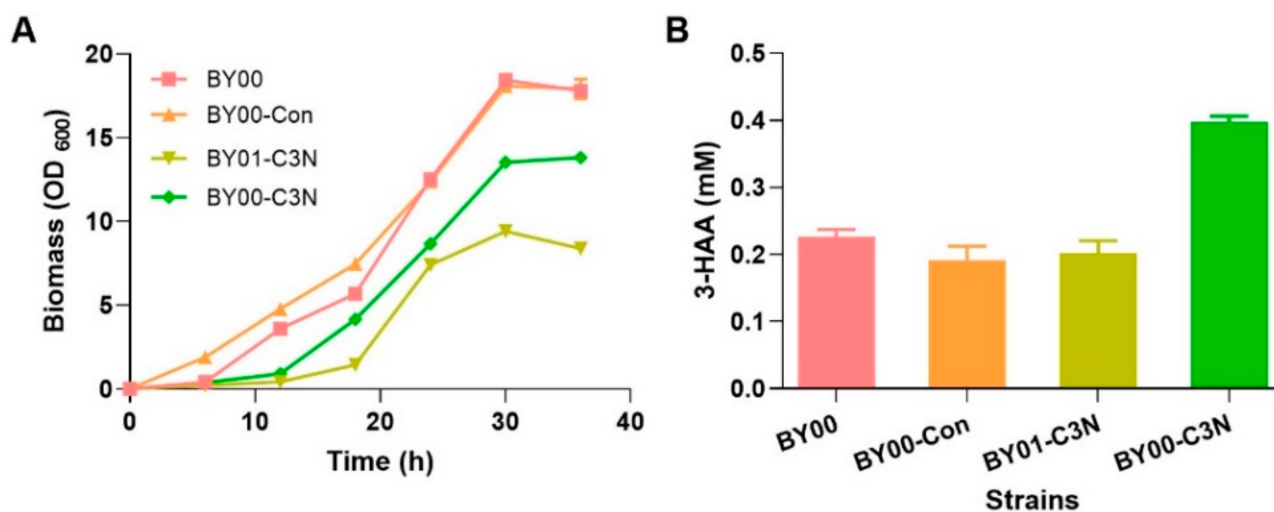 A
Biomass (OD 600)
20
15
10
5
0
BY00
BY00-Con
BY01-C3N
BY00-C3N
0 10 20 30 40
Time (h)
B
3-HAA (mM)
0.5
0.4
0.3
0.2
0.1
0.0
BY00 BY00-Con BY01-C3N BY00-C3N
Strains